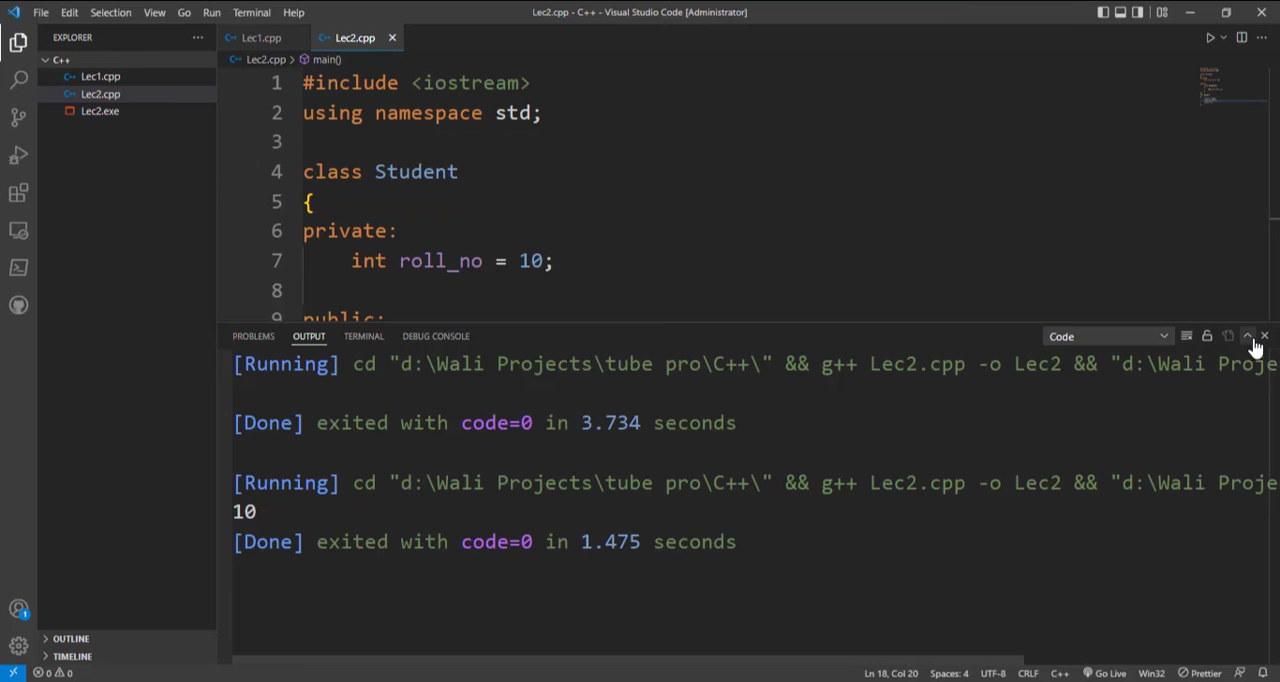 File Edit Selection View Go Run Terminal Help
Lec2.cpp - C++ - Visual Studio Code [Administrator]
EXPLORER
C++
Lec1.cpp
Lec2.cpp
Lec2.exe
OUTLINE
TIMELINE
Lec1.cpp Lec2.cpp
Lec2.cpp > main()
1 #include <iostream>
2 using namespace std;
3
4 class Student
5 {
6 private:
7 int roll_no = 10;
8
9 public:
PROBLEMS OUTPUT TERMINAL DEBUG CONSOLE Code
[Running] cd "d:\Wali Projects\tube pro\C++\" && g++ Lec2.cpp -o Lec2 && "d:\Wali Proje
[Done] exited with code=0 in 3.734 seconds
[Running] cd "d:\Wali Projects\tube pro\C++\" && g++ Lec2.cpp -o Lec2 && "d:\Wali Proje
10
[Done] exited with code=0 in 1.475 seconds
1
0 0 Ln 18, Col 20 Spaces: 4 UTF-8 CRLF C++ Go Live Win32 Prettier